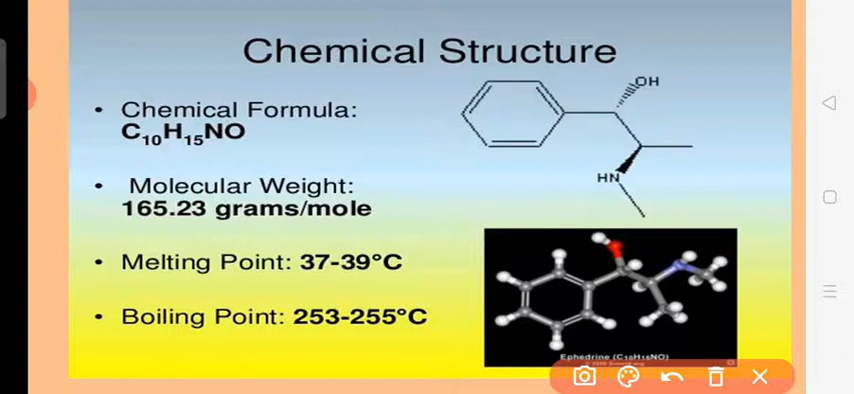 Chemical Structure
• Chemical Formula:
C₁₀H₁₅NO
• Molecular Weight:
165.23 grams/mole
• Melting Point: 37-39°C
• Boiling Point: 253-255°C
OH
HN
Ephedrine (C₁₀H₁₅NO)